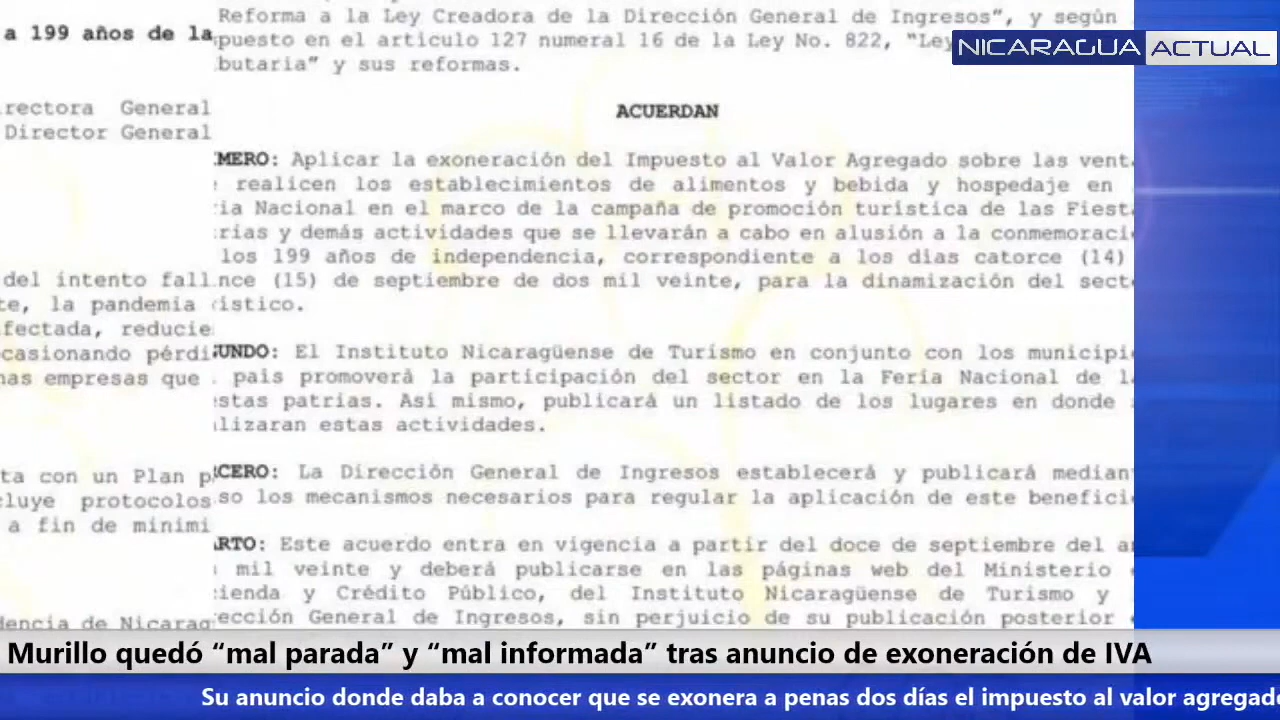 a 199 años de la
rectora General
Director General
del intento fall
te, la pandemia
fectada, reducie
casionando pérdi
nas empresas que
ta con un Plan p
cluye protocolos
a fin de minimi
dencia de Nicarag
Reforma a la Ley Creadora de la Dirección General de Ingresos”, y según
puesto en el artículo 127 numeral 16 de la Ley No. 822, “Ley
butaria” y sus reformas.
ACUERDAN
MERO: Aplicar la exoneración del Impuesto al Valor Agregado sobre las vent
realicen los establecimientos de alimentos y bebida y hospedaje en
ia Nacional en el marco de la campaña de promoción turística de las Fiest
rias y demás actividades que se llevarán a cabo en alusión a la conmemoraci
los 199 años de independencia, correspondiente a los días catorce (14)
nce (15) de septiembre de dos mil veinte, para la dinamización del sect
ístico.
UNDO: El Instituto Nicaragüense de Turismo en conjunto con los municipi
país promoverá la participación del sector en la Feria Nacional de l
stas patrias. Así mismo, publicará un listado de los lugares en donde
lizaran estas actividades.
CERO: La Dirección General de Ingresos establecerá y publicará median
so los mecanismos necesarios para regular la aplicación de este benefici
RTO: Este acuerdo entra en vigencia a partir del doce de septiembre del a
mil veinte y deberá publicarse en las páginas web del Ministerio
ienda y Crédito Público, del Instituto Nicaragüense de Turismo y
ección General de Ingresos, sin perjuicio de su publicación posterior
NICARAGUA ACTUAL
Murillo quedó “mal parada” y “mal informada” tras anuncio de exoneración de IVA
Su anuncio donde daba a conocer que se exonera a penas dos días el impuesto al valor agregado